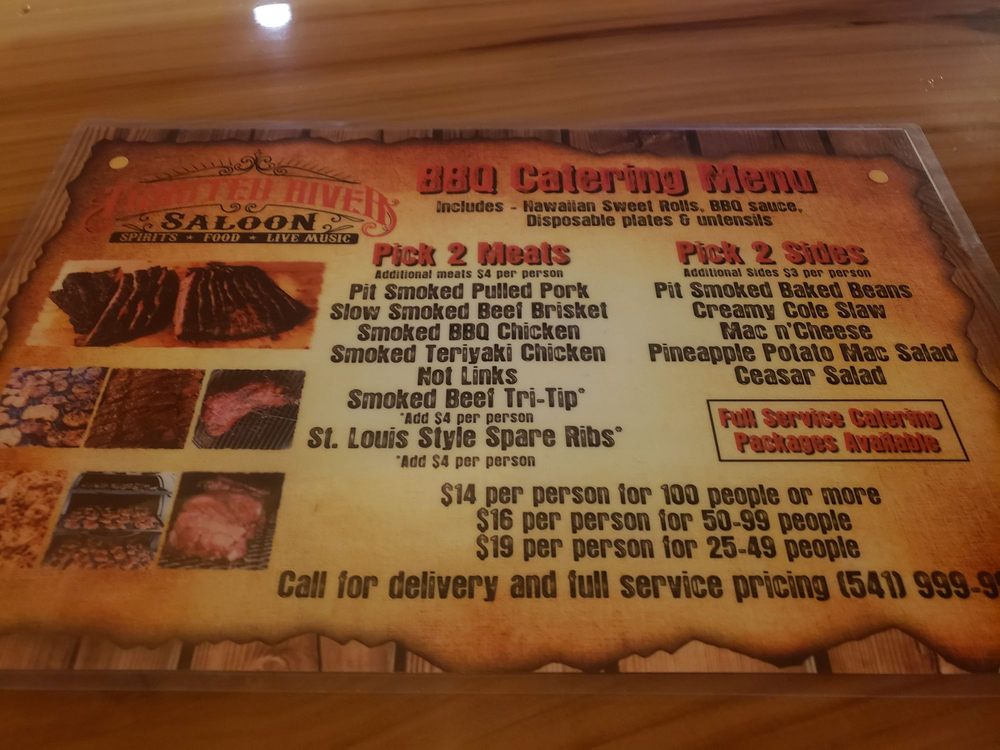 TWISTED RIVER
SALOON
SPIRITS ★ FOOD ★ LIVE MUSIC
BBQ Catering Menu
Includes - Hawaiian Sweet Rolls, BBQ sauce,
Disposable plates & untensils
Pick 2 Meats
Additional meats $4 per person
Pit Smoked Pulled Pork
Slow Smoked Beef Brisket
Smoked BBQ Chicken
Smoked Teriyaki Chicken
Hot Links
Smoked Beef Tri-Tip*
*Add $4 per person
St. Louis Style Spare Ribs*
*Add $4 per person
Pick 2 Sides
Additional Sides $3 per person
Pit Smoked Baked Beans
Creamy Cole Slaw
Mac n'Cheese
Pineapple Potato Mac Salad
Ceasar Salad
Full Service Catering
Packages Available
$14 per person for 100 people or more
$16 per person for 50-99 people
$19 per person for 25-49 people
Call for delivery and full service pricing (541) 999-9